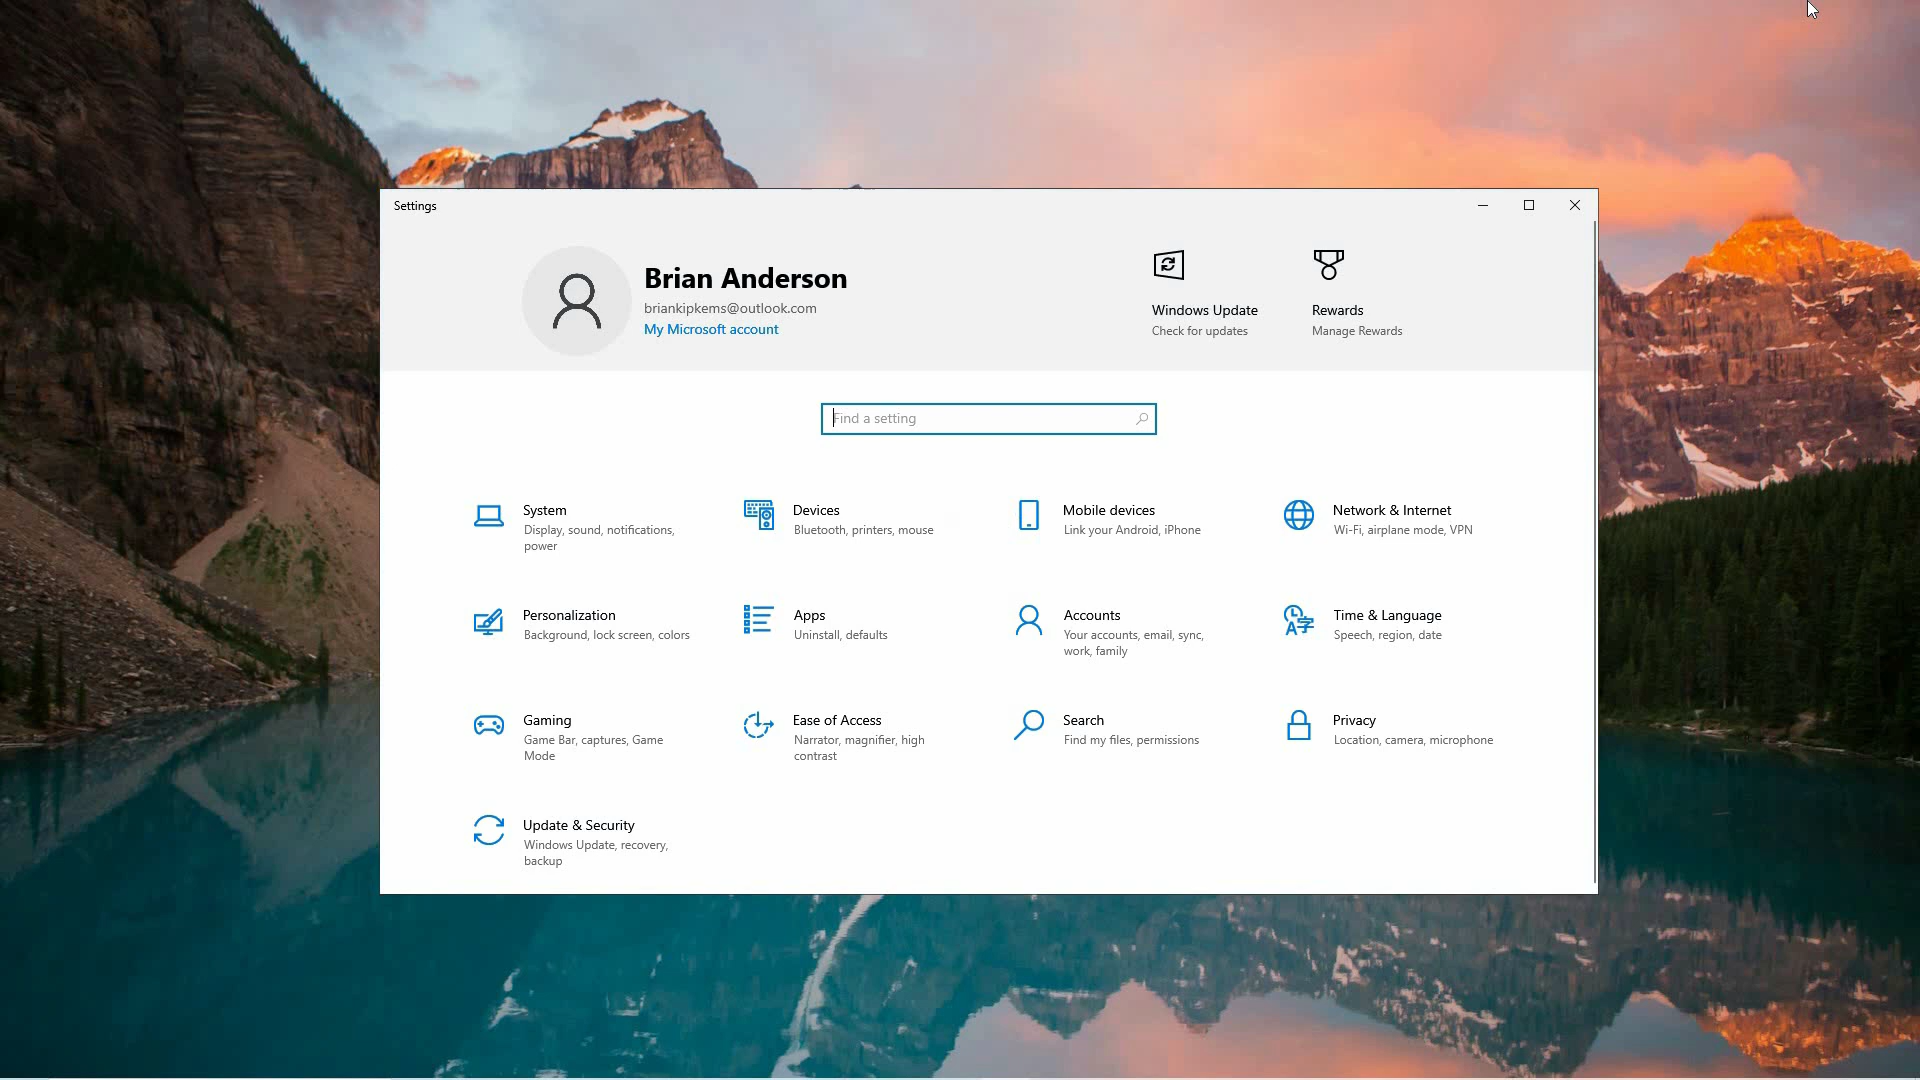 Settings
Brian Anderson
briankipkems@outlook.com
My Microsoft account
Windows Update
Check for updates
Rewards
Manage Rewards
Find a setting
System
Display, sound, notifications,
power
Devices
Bluetooth, printers, mouse
Mobile devices
Link your Android, iPhone
Network & Internet
Wi-Fi, airplane mode, VPN
Personalization
Background, lock screen, colors
Apps
Uninstall, defaults
Accounts
Your accounts, email, sync,
work, family
Time & Language
Speech, region, date
Gaming
Game Bar, captures, Game
Mode
Ease of Access
Narrator, magnifier, high
contrast
Search
Find my files, permissions
Privacy
Location, camera, microphone
Update & Security
Windows Update, recovery,
backup